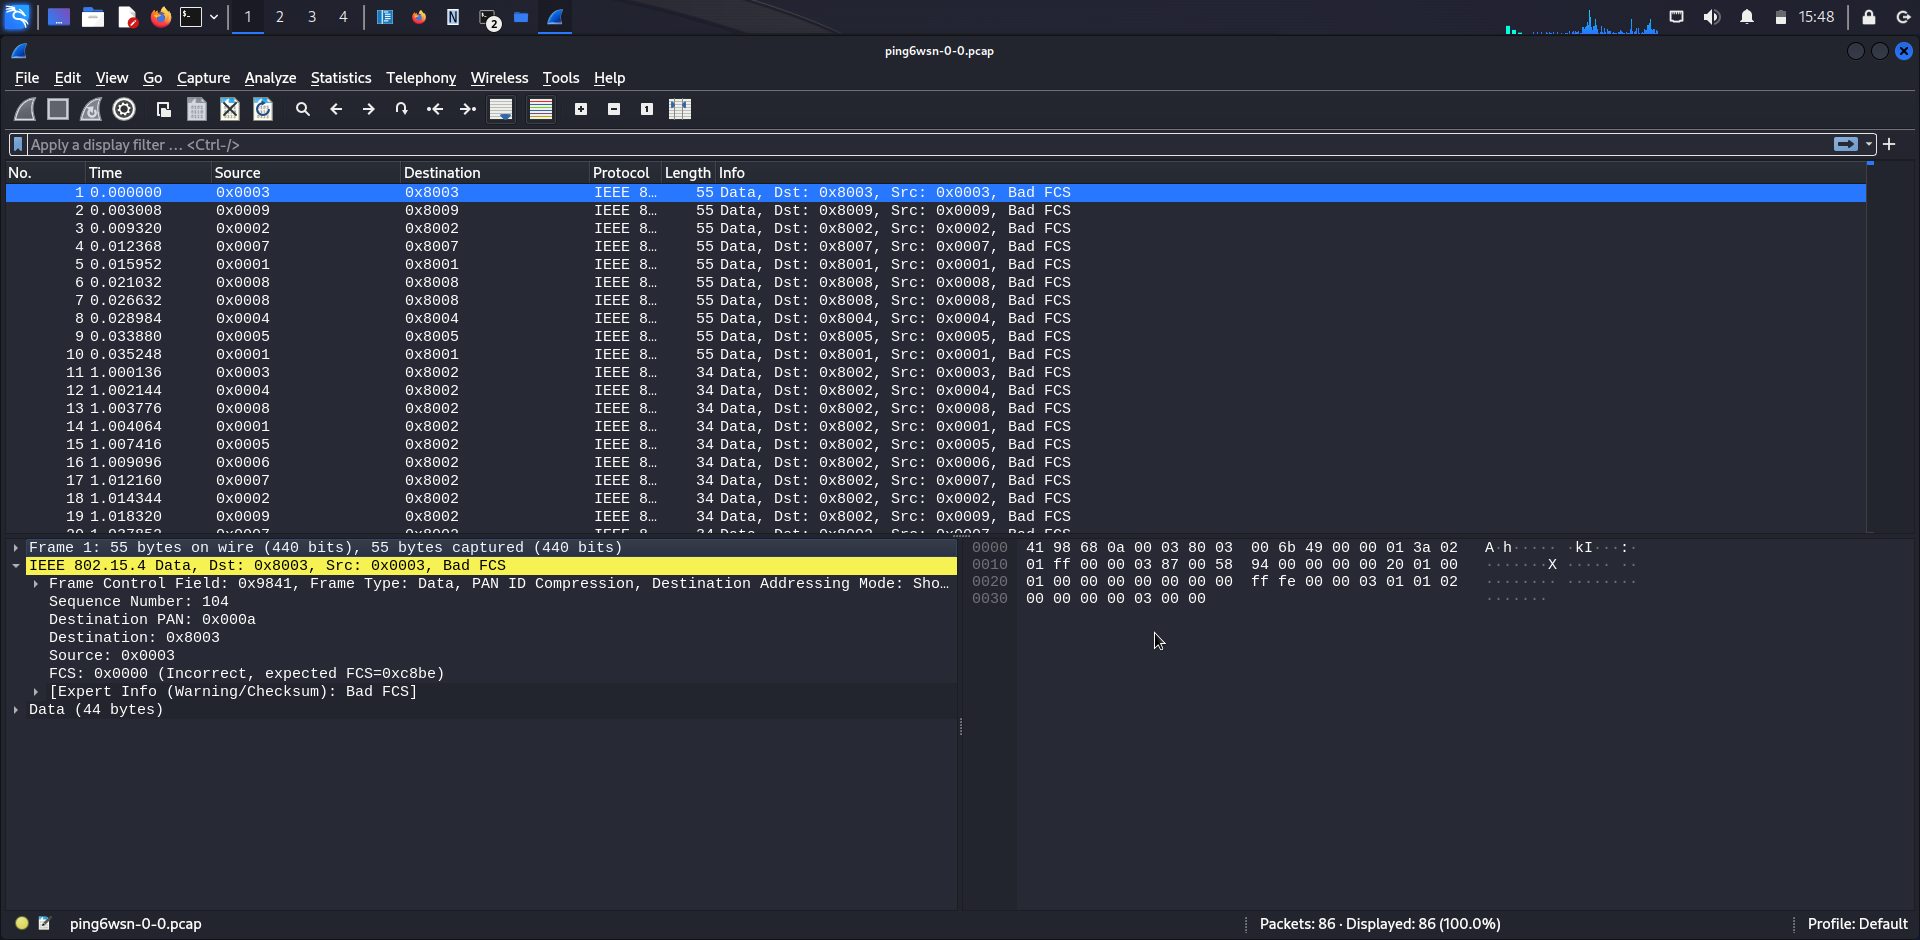 1 2 3 4 N 2 15:48
ping6wsn-0-0.pcap
File Edit View Go Capture Analyze Statistics Telephony Wireless Tools Help
Apply a display filter … <Ctrl-/>
No. Time Source Destination Protocol Length Info
1 0.000000 0x0003 0x8003 IEEE 8… 55 Data, Dst: 0x8003, Src: 0x0003, Bad FCS
2 0.003008 0x0009 0x8009 IEEE 8… 55 Data, Dst: 0x8009, Src: 0x0009, Bad FCS
3 0.009320 0x0002 0x8002 IEEE 8… 55 Data, Dst: 0x8002, Src: 0x0002, Bad FCS
4 0.012368 0x0007 0x8007 IEEE 8… 55 Data, Dst: 0x8007, Src: 0x0007, Bad FCS
5 0.015952 0x0001 0x8001 IEEE 8… 55 Data, Dst: 0x8001, Src: 0x0001, Bad FCS
6 0.021032 0x0008 0x8008 IEEE 8… 55 Data, Dst: 0x8008, Src: 0x0008, Bad FCS
7 0.026632 0x0008 0x8008 IEEE 8… 55 Data, Dst: 0x8008, Src: 0x0008, Bad FCS
8 0.028984 0x0004 0x8004 IEEE 8… 55 Data, Dst: 0x8004, Src: 0x0004, Bad FCS
9 0.033880 0x0005 0x8005 IEEE 8… 55 Data, Dst: 0x8005, Src: 0x0005, Bad FCS
10 0.035248 0x0001 0x8001 IEEE 8… 55 Data, Dst: 0x8001, Src: 0x0001, Bad FCS
11 1.000136 0x0003 0x8002 IEEE 8… 34 Data, Dst: 0x8002, Src: 0x0003, Bad FCS
12 1.002144 0x0004 0x8002 IEEE 8… 34 Data, Dst: 0x8002, Src: 0x0004, Bad FCS
13 1.003776 0x0008 0x8002 IEEE 8… 34 Data, Dst: 0x8002, Src: 0x0008, Bad FCS
14 1.004064 0x0001 0x8002 IEEE 8… 34 Data, Dst: 0x8002, Src: 0x0001, Bad FCS
15 1.007416 0x0005 0x8002 IEEE 8… 34 Data, Dst: 0x8002, Src: 0x0005, Bad FCS
16 1.009096 0x0006 0x8002 IEEE 8… 34 Data, Dst: 0x8002, Src: 0x0006, Bad FCS
17 1.012160 0x0007 0x8002 IEEE 8… 34 Data, Dst: 0x8002, Src: 0x0007, Bad FCS
18 1.014344 0x0002 0x8002 IEEE 8… 34 Data, Dst: 0x8002, Src: 0x0002, Bad FCS
19 1.018320 0x0009 0x8002 IEEE 8… 34 Data, Dst: 0x8002, Src: 0x0009, Bad FCS
Frame 1: 55 bytes on wire (440 bits), 55 bytes captured (440 bits)
IEEE 802.15.4 Data, Dst: 0x8003, Src: 0x0003, Bad FCS
Frame Control Field: 0x9841, Frame Type: Data, PAN ID Compression, Destination Addressing Mode: Sho…
Sequence Number: 104
Destination PAN: 0x000a
Destination: 0x8003
Source: 0x0003
FCS: 0x0000 (Incorrect, expected FCS=0xc8be)
[Expert Info (Warning/Checksum): Bad FCS]
Data (44 bytes)
0000 41 98 68 0a 00 03 80 03 00 6b 49 00 00 01 3a 02 A·h····· ·kI···:·
0010 01 ff 00 00 03 87 00 58 94 00 00 00 00 20 01 00 ·······X ····· ··
0020 01 00 00 00 00 00 00 00 ff fe 00 00 03 01 01 02 ········ ········
0030 00 00 00 00 03 00 00 ·······
ping6wsn-0-0.pcap
Packets: 86 · Displayed: 86 (100.0%)
Profile: Default